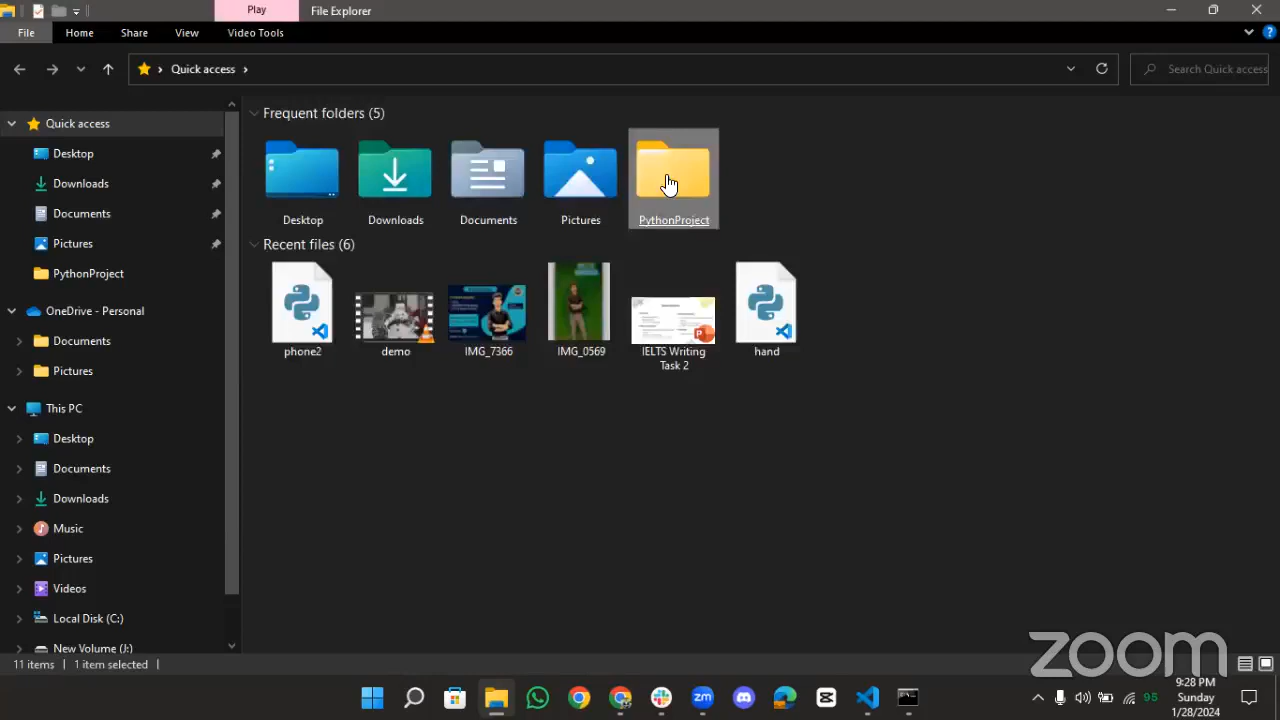 Play
File Explorer
File
Home
Share
View
Video Tools
Quick access
Search Quick access
Quick access
Desktop
Downloads
Documents
Pictures
PythonProject
OneDrive - Personal
Documents
Pictures
This PC
Desktop
Documents
Downloads
Music
Pictures
Videos
Local Disk (C:)
New Volume (J:)
Frequent folders (5)
Desktop
Downloads
Documents
Pictures
PythonProject
Recent files (6)
phone2
demo
IMG_7366
IMG_0569
IELTS Writing
Task 2
hand
11 items
1 item selected
zoom
zm
95
9:28 PM
Sunday
1/28/2024